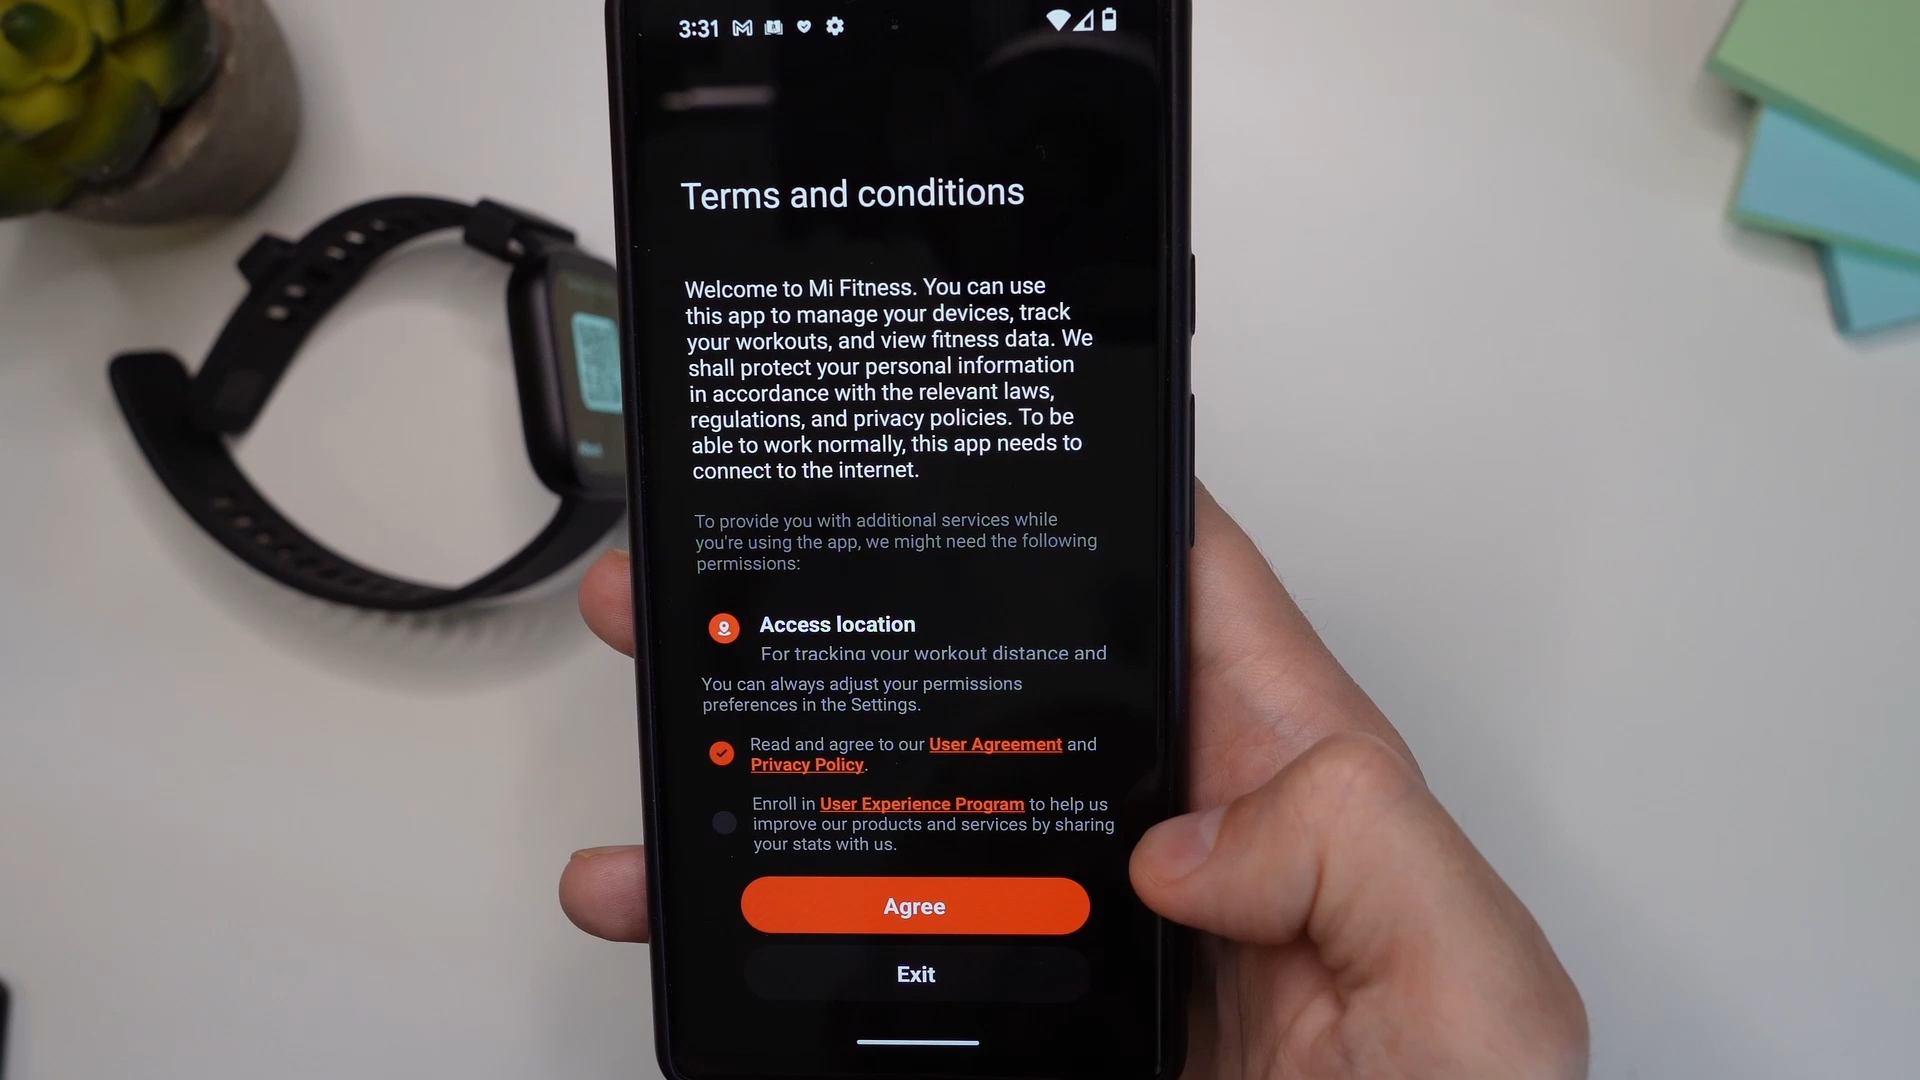 3:31
Terms and conditions
Welcome to Mi Fitness. You can use
this app to manage your devices, track
your workouts, and view fitness data. We
shall protect your personal information
in accordance with the relevant laws,
regulations, and privacy policies. To be
able to work normally, this app needs to
connect to the internet.
To provide you with additional services while
you're using the app, we might need the following
permissions:
Access location
For tracking your workout distance and
You can always adjust your permissions
preferences in the Settings.
Read and agree to our User Agreement and
Privacy Policy.
Enroll in User Experience Program to help us
improve our products and services by sharing
your stats with us.
Agree
Exit